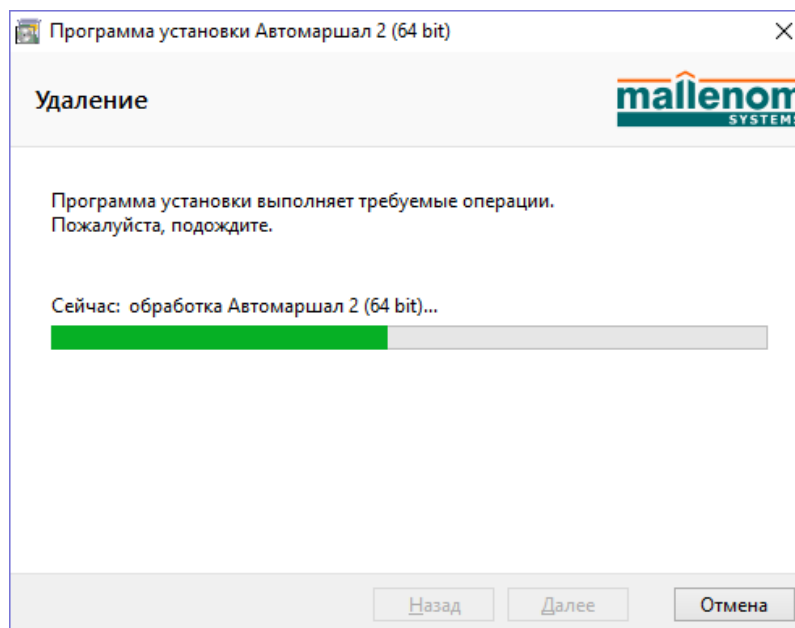 Программа установки Автомаршал 2 (64 bit)
Удаление
mallenom
SYSTEMS
Программа установки выполняет требуемые операции.
Пожалуйста, подождите.
Сейчас: обработка Автомаршал 2 (64 bit)...
Назад
Далее
Отмена